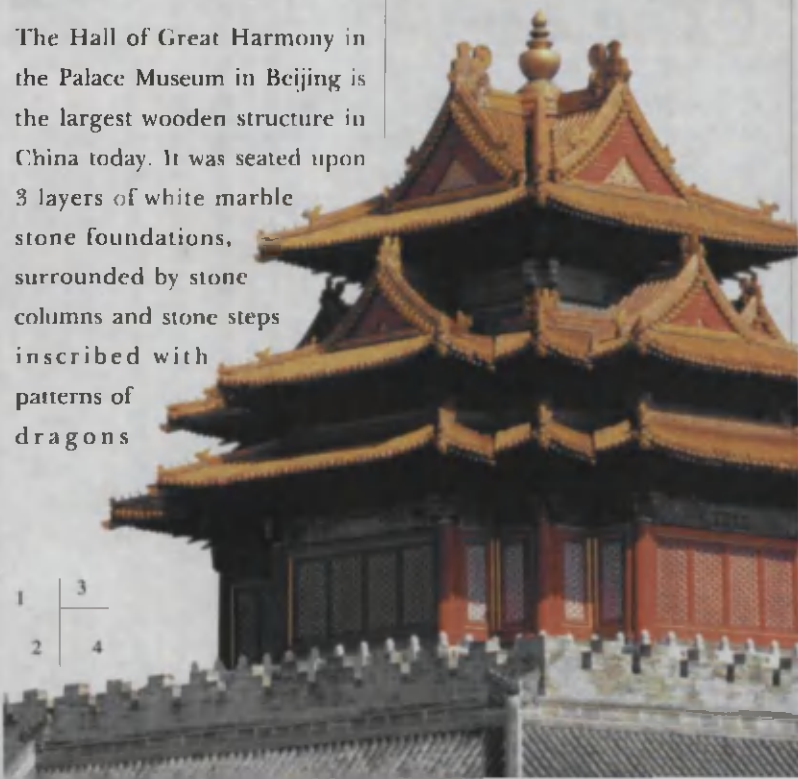 The Hall of Great Harmony in
the Palace Museum in Beijing is
the largest wooden structure in
China today. It was seated upon
3 layers of white marble
stone foundations,
surrounded by stone
columns and stone steps
inscribed with
patterns of
dragons
1 3
2 4